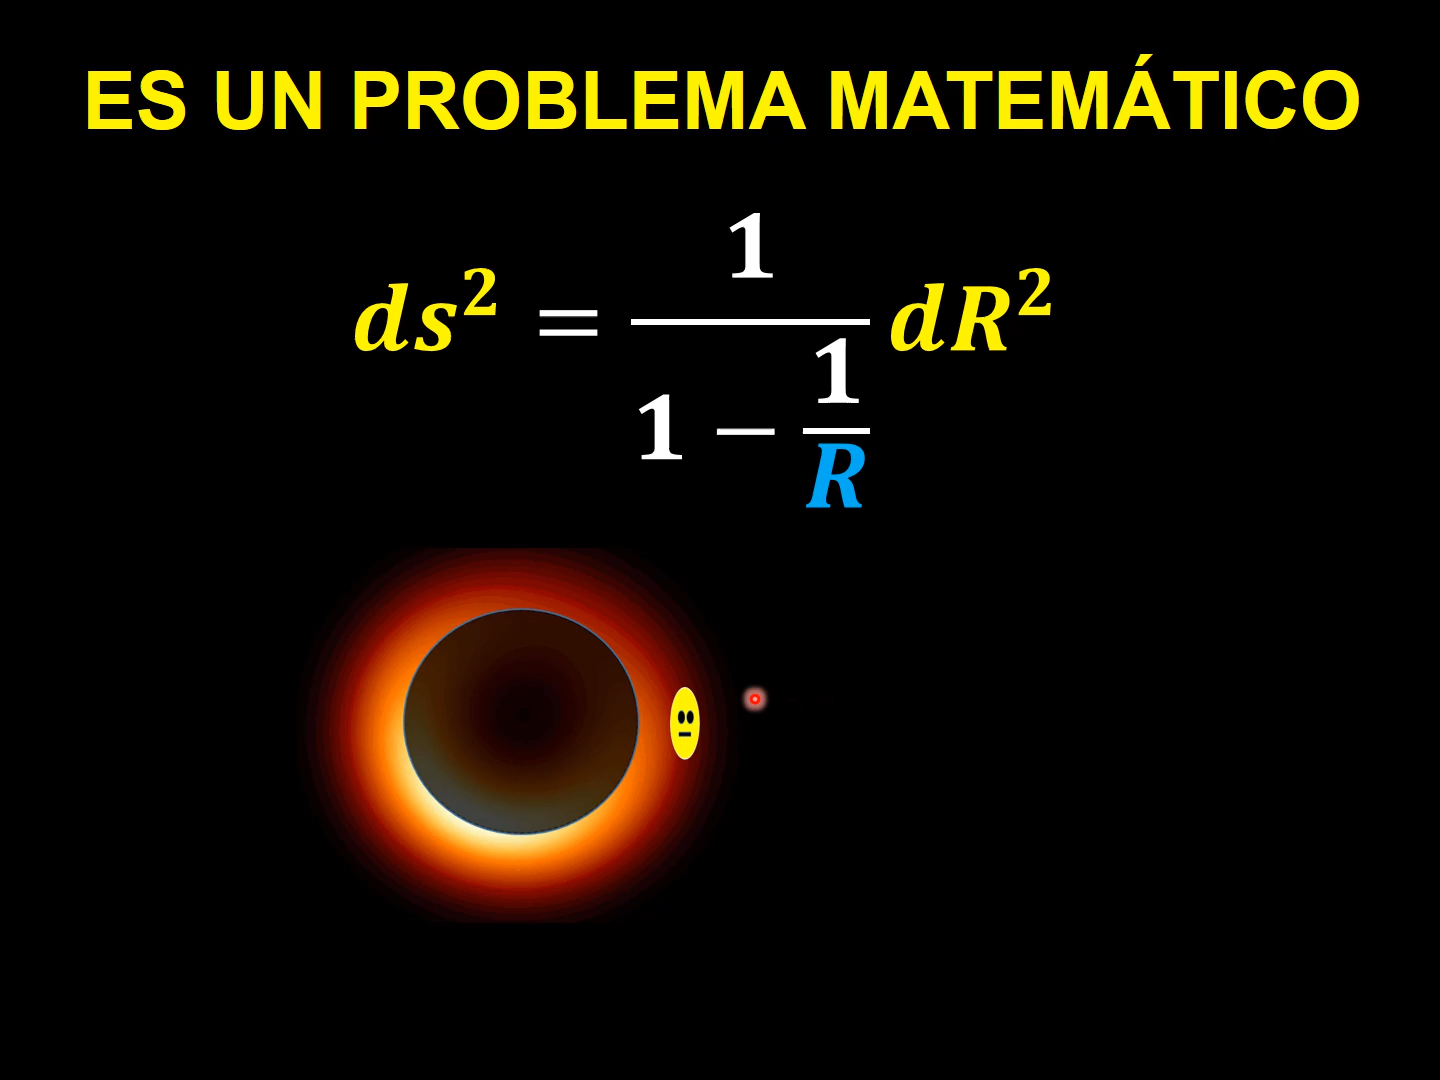 ES UN PROBLEMA MATEMÁTICO
ds² = 1 / (1 − 1/R) dR²